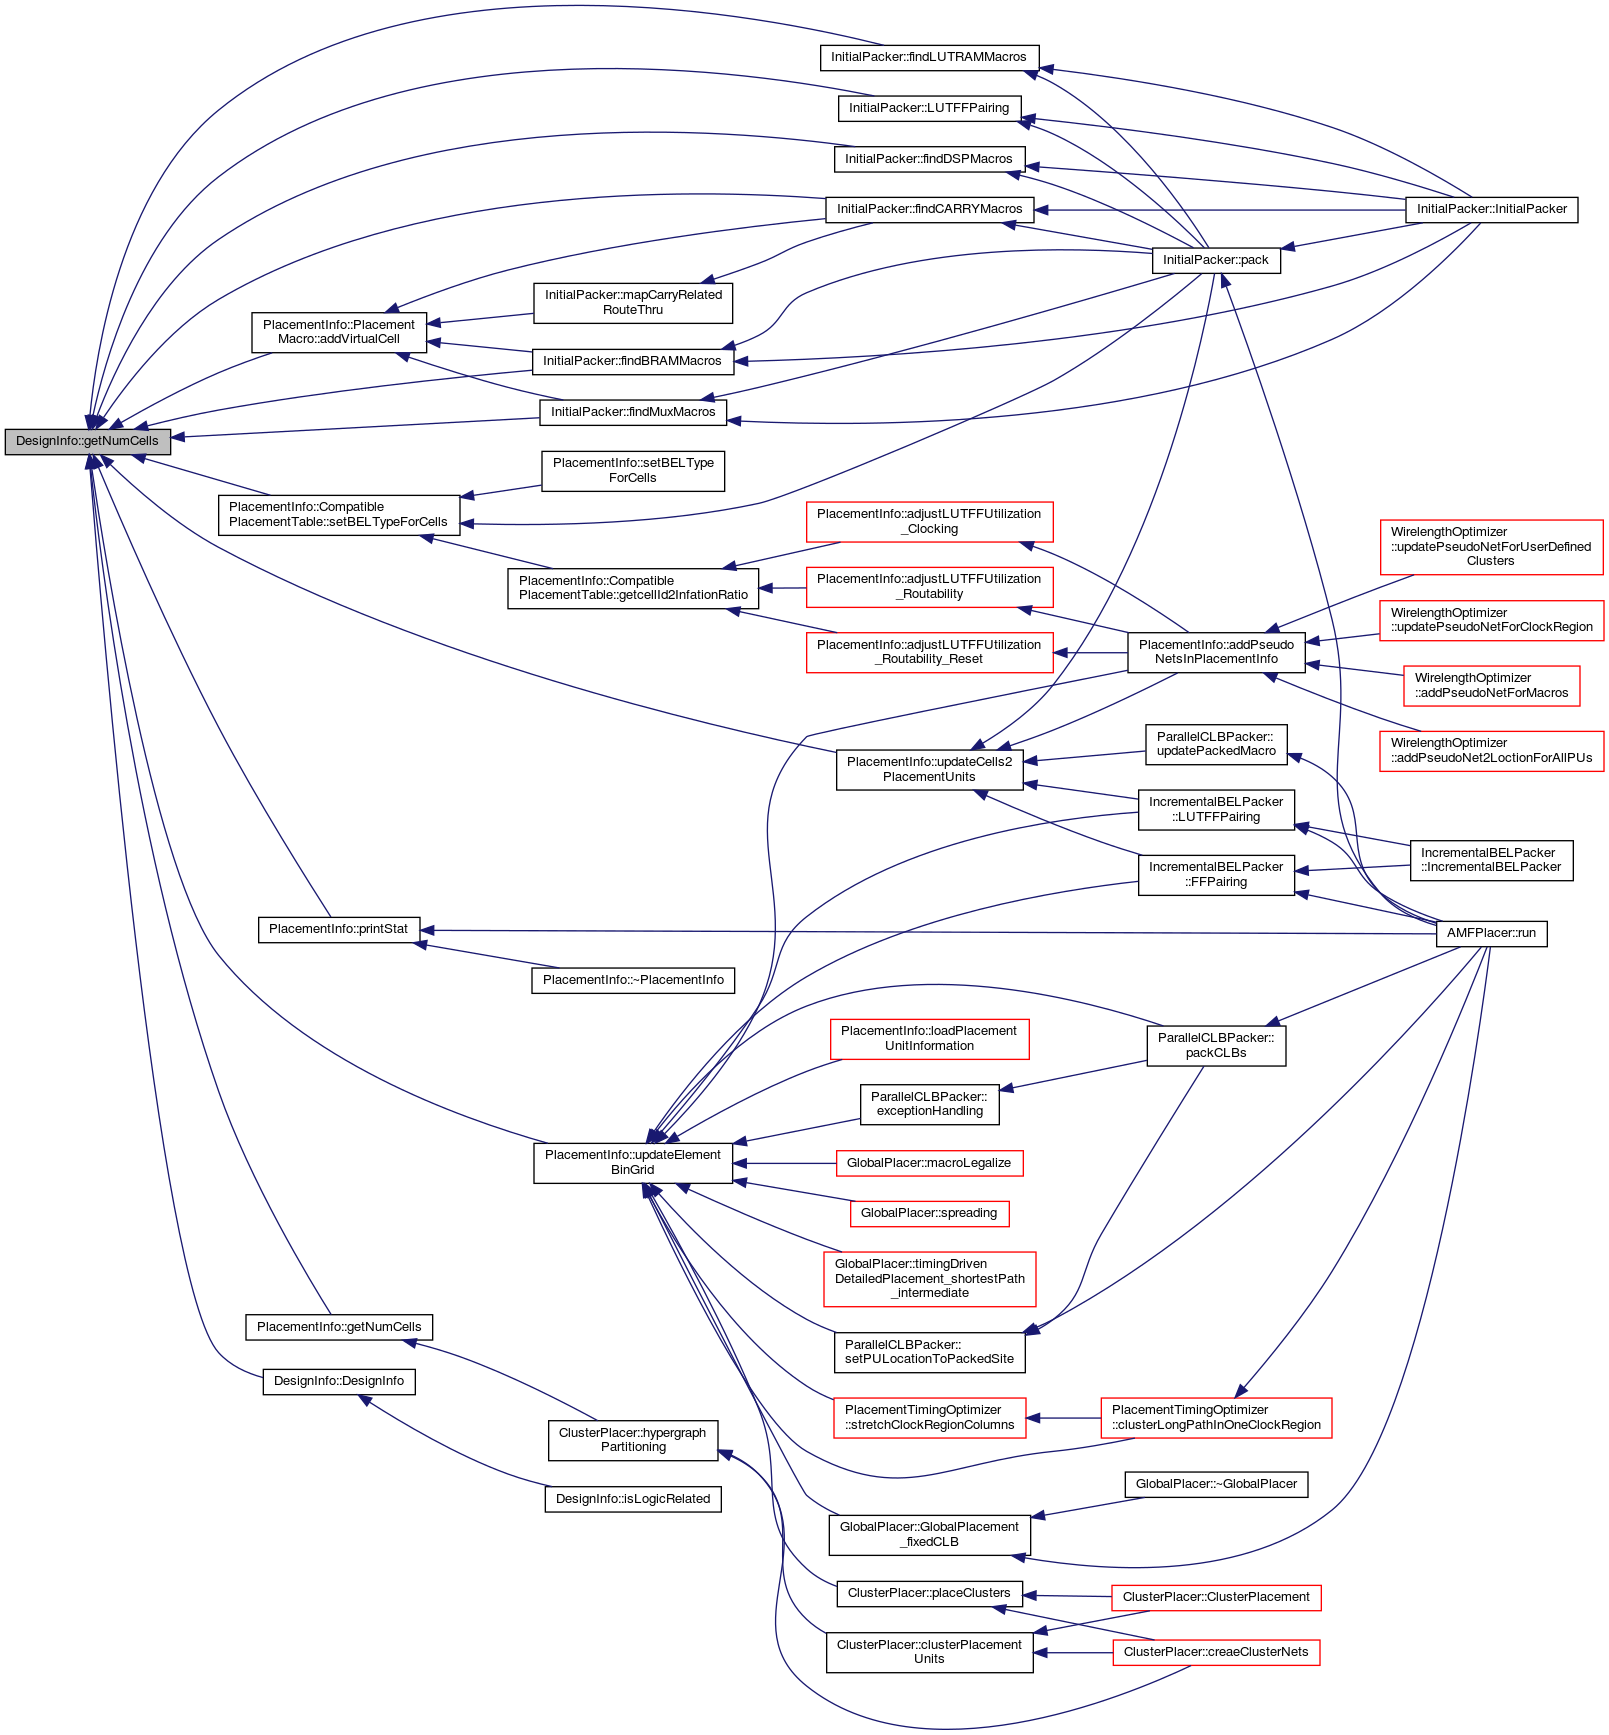 InitialPacker::findLUTRAMMacros
InitialPacker::LUTFFPairing
InitialPacker::findDSPMacros
InitialPacker::findCARRYMacros
InitialPacker::InitialPacker
InitialPacker::pack
InitialPacker::mapCarryRelated
RouteThru
PlacementInfo::Placement
Macro::addVirtualCell
InitialPacker::findBRAMMacros
InitialPacker::findMuxMacros
DesignInfo::getNumCells
PlacementInfo::setBELType
ForCells
PlacementInfo::Compatible
PlacementTable::setBELTypeForCells
PlacementInfo::adjustLUTFFUtilization
_Clocking
WirelengthOptimizer
::updatePseudoNetForUserDefined
Clusters
PlacementInfo::Compatible
PlacementTable::getcellId2InfationRatio
PlacementInfo::adjustLUTFFUtilization
_Routability
WirelengthOptimizer
::updatePseudoNetForClockRegion
PlacementInfo::adjustLUTFFUtilization
_Routability_Reset
PlacementInfo::addPseudo
NetsInPlacementInfo
WirelengthOptimizer
::addPseudoNetForMacros
ParallelCLBPacker::
updatePackedMacro
WirelengthOptimizer
::addPseudoNet2LoctionForAllPUs
PlacementInfo::updateCells2
PlacementUnits
IncrementalBELPacker
::LUTFFPairing
IncrementalBELPacker
::IncrementalBELPacker
IncrementalBELPacker
::FFPairing
PlacementInfo::printStat
AMFPlacer::run
PlacementInfo::~PlacementInfo
PlacementInfo::loadPlacement
UnitInformation
ParallelCLBPacker::
packCLBs
ParallelCLBPacker::
exceptionHandling
PlacementInfo::updateElement
BinGrid
GlobalPlacer::macroLegalize
GlobalPlacer::spreading
GlobalPlacer::timingDriven
DetailedPlacement_shortestPath
_intermediate
PlacementInfo::getNumCells
ParallelCLBPacker::
setPULocationToPackedSite
DesignInfo::DesignInfo
PlacementTimingOptimizer
::stretchClockRegionColumns
PlacementTimingOptimizer
::clusterLongPathInOneClockRegion
ClusterPlacer::hypergraph
Partitioning
GlobalPlacer::~GlobalPlacer
DesignInfo::isLogicRelated
GlobalPlacer::GlobalPlacement
_fixedCLB
ClusterPlacer::placeClusters
ClusterPlacer::ClusterPlacement
ClusterPlacer::clusterPlacement
Units
ClusterPlacer::creaeClusterNets